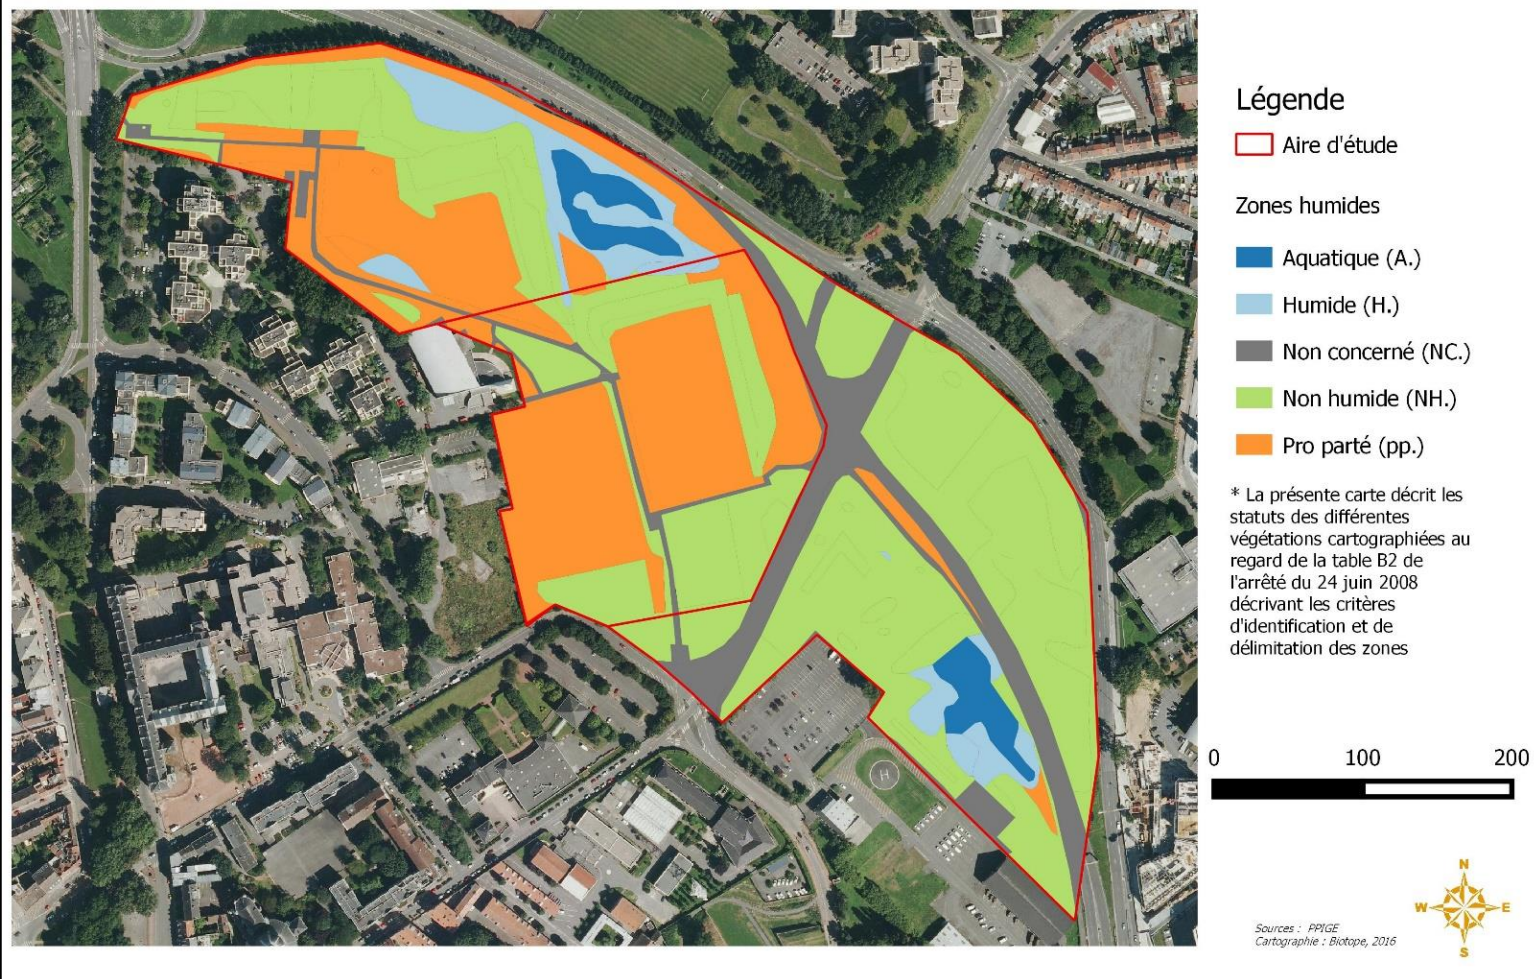 Légende
Aire d'étude
Zones humides
Aquatique (A.)
Humide (H.)
Non concerné (NC.)
Non humide (NH.)
Pro parté (pp.)
* La présente carte décrit les
statuts des différentes
végétations cartographiées au
regard de la table B2 de
l'arrêté du 24 juin 2008
décrivant les critères
d'identification et de
délimitation des zones
0 100 200
H
N
W E
S
Sources : PPIGE
Cartographie : Biotope, 2016